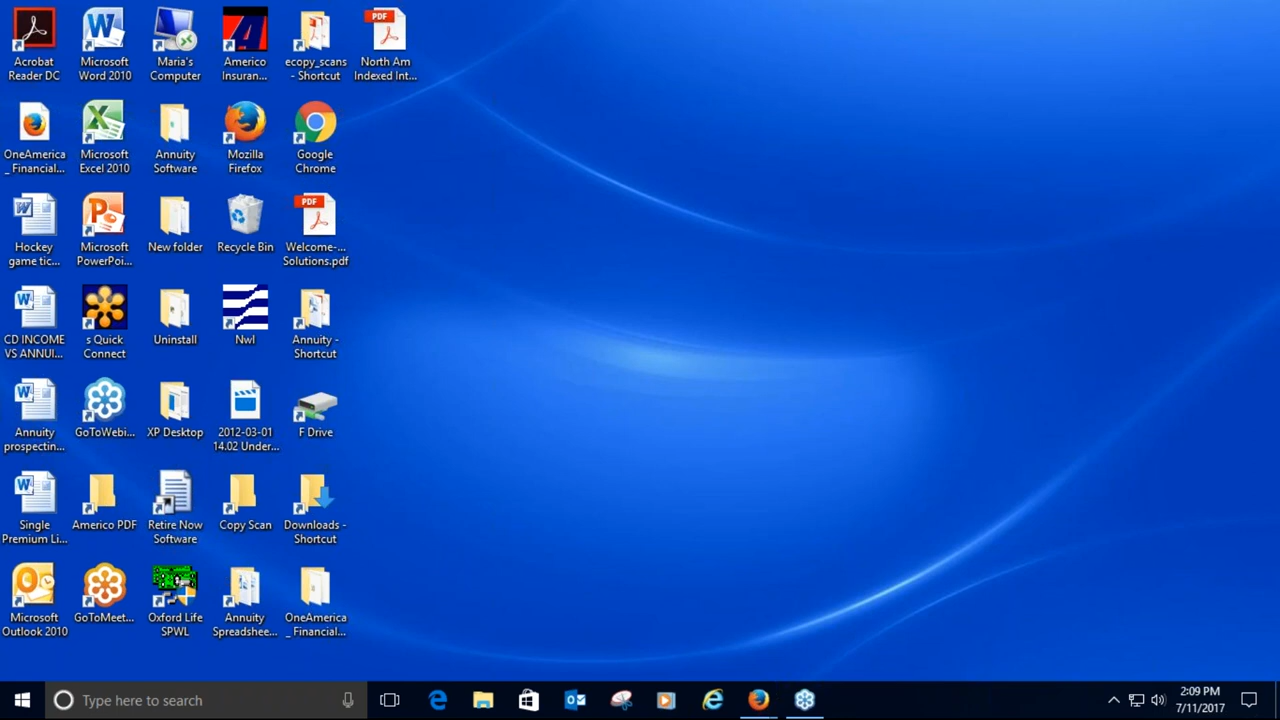 Acrobat
Reader DC
Microsoft
Word 2010
Maria's
Computer
Americo
Insuran...
ecopy_scans
- Shortcut
PDF
North Am
Indexed Int...
OneAmerica
_ Financial...
Microsoft
Excel 2010
Annuity
Software
Mozilla
Firefox
Google
Chrome
Hockey
game tic...
Microsoft
PowerPoi...
New folder
Recycle Bin
PDF
Welcome-...
Solutions.pdf
CD INCOME
VS ANNUI...
s Quick
Connect
Uninstall
Nwl
Annuity -
Shortcut
Annuity
prospectin...
GoToWebi...
XP Desktop
2012-03-01
14.02 Under...
F Drive
Single
Premium Li...
Americo PDF
Retire Now
Software
Copy Scan
Downloads -
Shortcut
Microsoft
Outlook 2010
GoToMeet...
Oxford Life
SPWL
Annuity
Spreadshee...
OneAmerica
_ Financial...
Type here to search
2:09 PM
7/11/2017